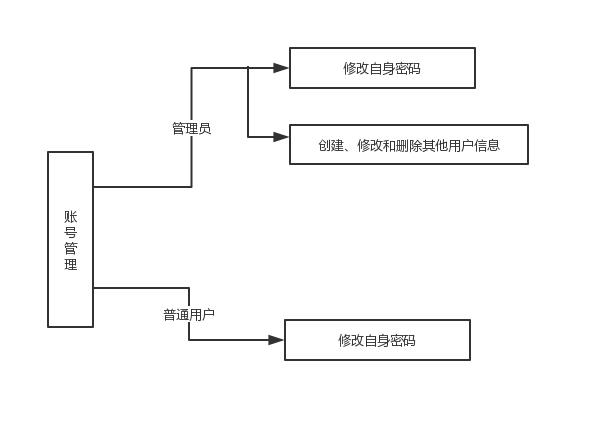 修改自身密码
管理员
创建、修改和删除其他用户信息
账号管理
普通用户
修改自身密码